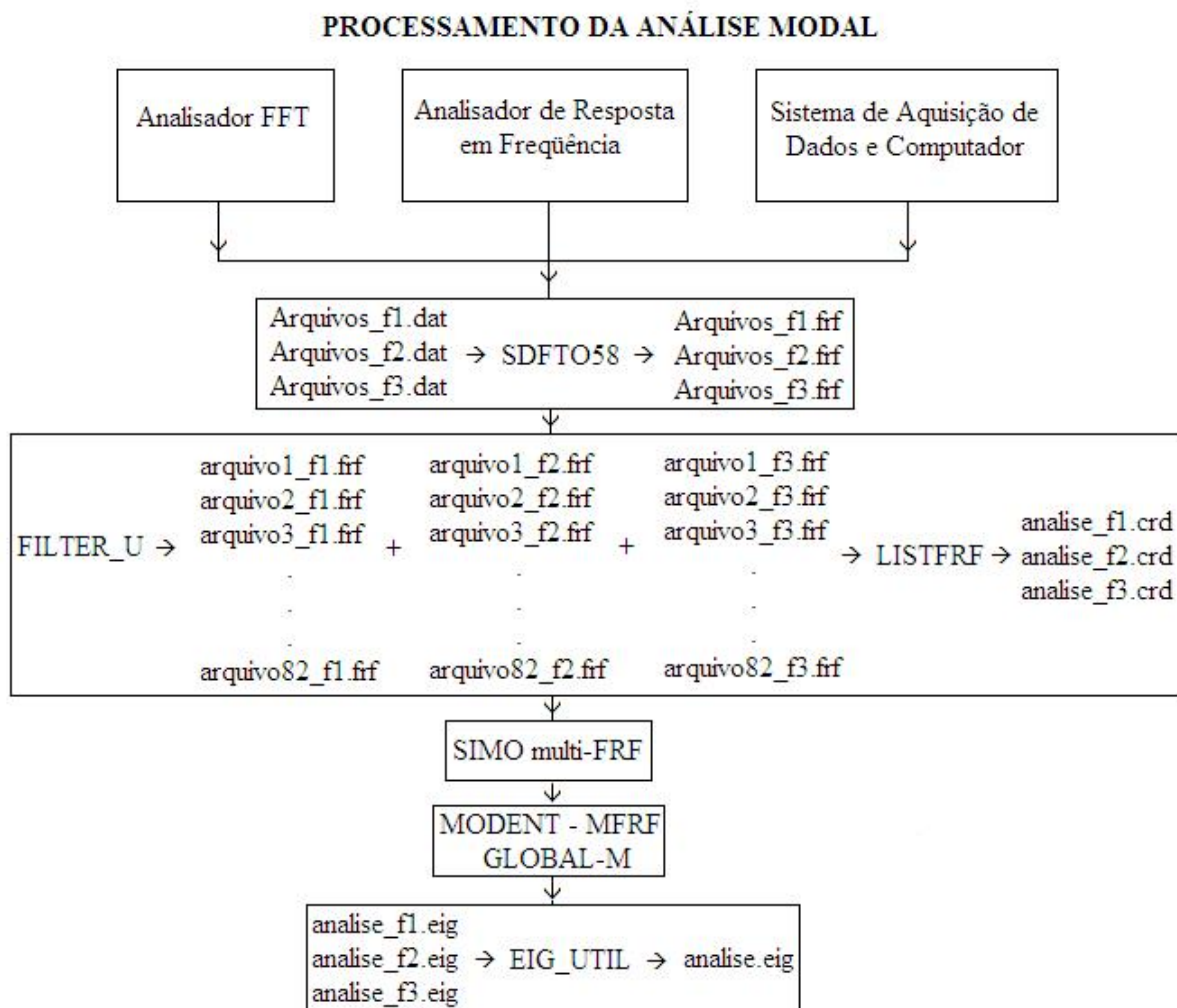 PROCESSAMENTO DA ANÁLISE MODAL
Analisador FFT
Analisador de Resposta
em Freqüência
Sistema de Aquisição de
Dados e Computador
Arquivos_f1.dat
Arquivos_f2.dat
Arquivos_f3.dat
→ SDFTO58 →
Arquivos_f1.frf
Arquivos_f2.frf
Arquivos_f3.frf
FILTER_U →
arquivo1_f1.frf
arquivo2_f1.frf
arquivo3_f1.frf
.
.
.
arquivo82_f1.frf
+
arquivo1_f2.frf
arquivo2_f2.frf
arquivo3_f2.frf
.
.
.
arquivo82_f2.frf
+
arquivo1_f3.frf
arquivo2_f3.frf
arquivo3_f3.frf
.
.
.
arquivo82_f3.frf
→ LISTFRF →
analise_f1.crd
analise_f2.crd
analise_f3.crd
SIMO multi-FRF
MODENT - MFRF
GLOBAL-M
analise_f1.eig
analise_f2.eig
analise_f3.eig
→ EIG_UTIL → analise.eig